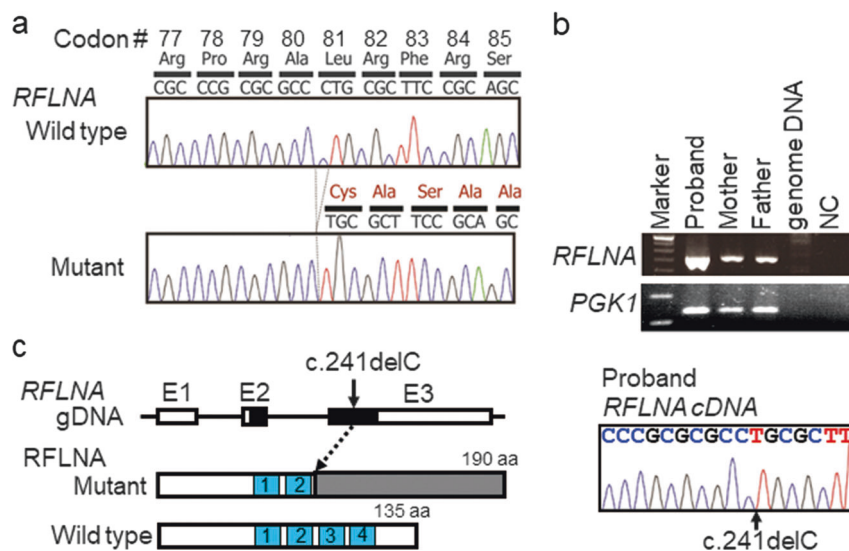 a
Codon # 77 78 79 80 81 82 83 84 85
Arg Pro Arg Ala Leu Arg Phe Arg Ser
RFLNA CGC CCG CGC GCC CTG CGC TTC CGC AGC
Wild type
Cys Ala Ser Ala Ala
TGC GCT TCC GCA GC
Mutant
b
Marker Proband Mother Father genome DNA NC
RFLNA
PGK1
Proband
RFLNA cDNA
CCCGCGCGCCTGCGCTT
c.241delC
c
c.241delC
RFLNA E1 E2 E3
gDNA
RFLNA 190 aa
Mutant 1 2
135 aa
Wild type 1 2 3 4